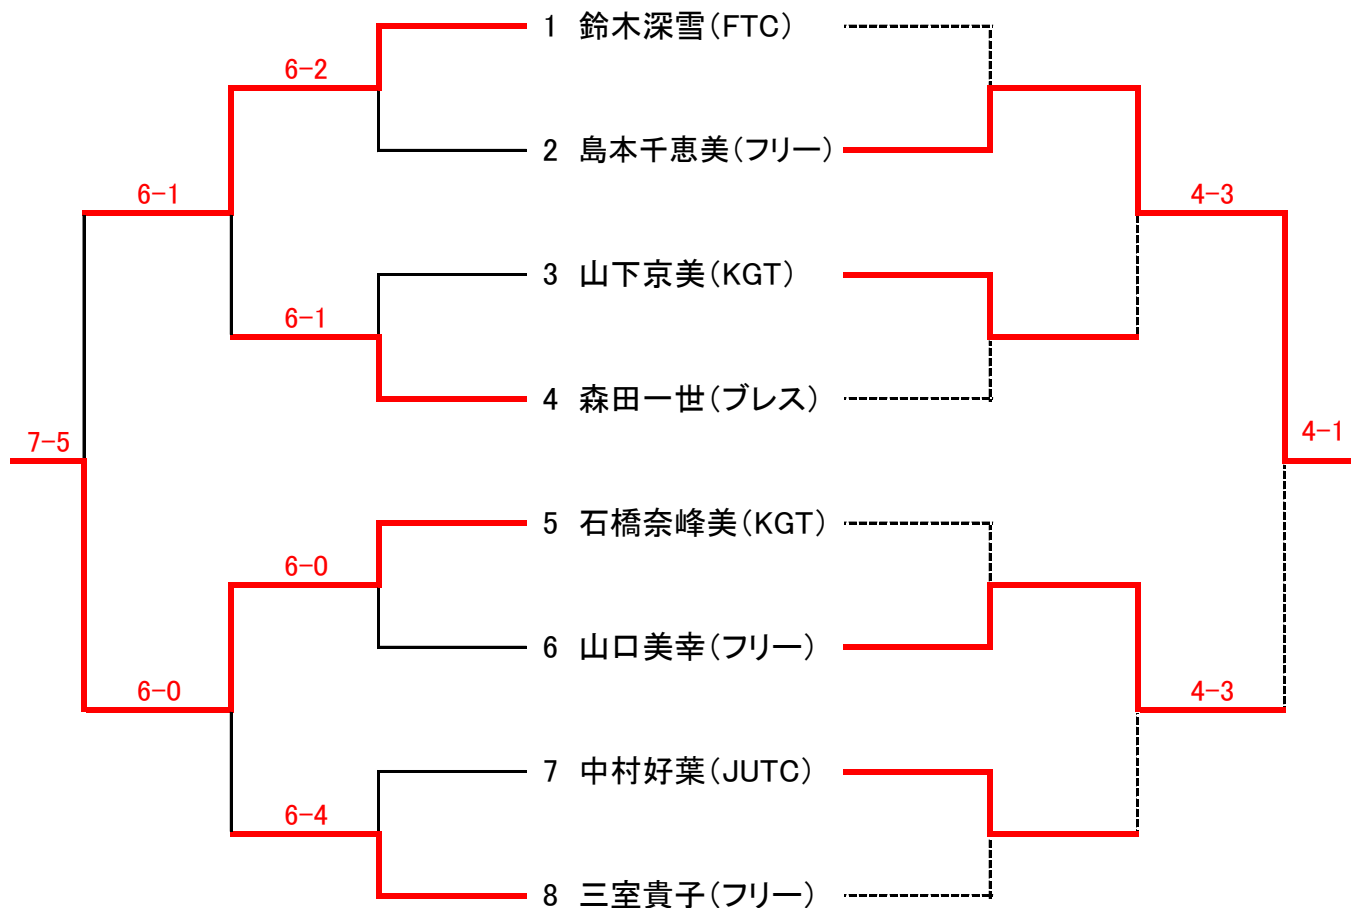 1 鈴木深雪(FTC)
6-2
2 島本千恵美(フリー)
6-1
4-3
3 山下京美(KGT)
6-1
4 森田一世(ブレス)
7-5
4-1
5 石橋奈峰美(KGT)
6-0
6 山口美幸(フリー)
6-0
4-3
7 中村好葉(JUTC)
6-4
8 三室貴子(フリー)